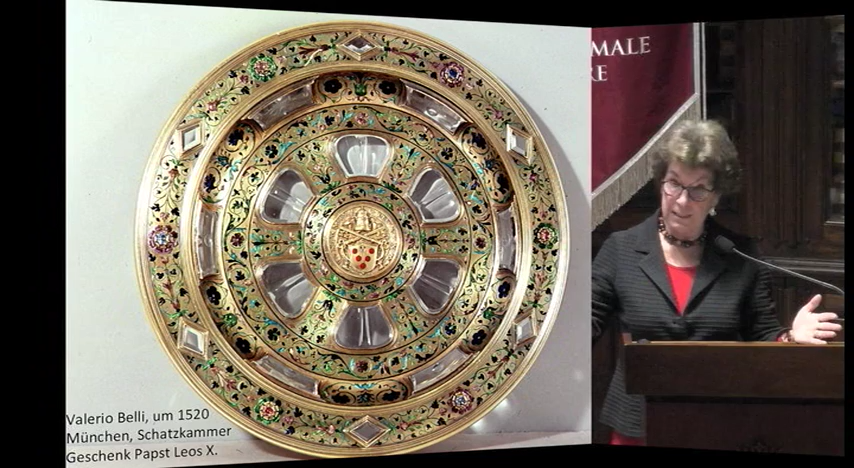 MALE
RE
Valerio Belli, um 1520
München, Schatzkammer
Geschenk Papst Leos X.